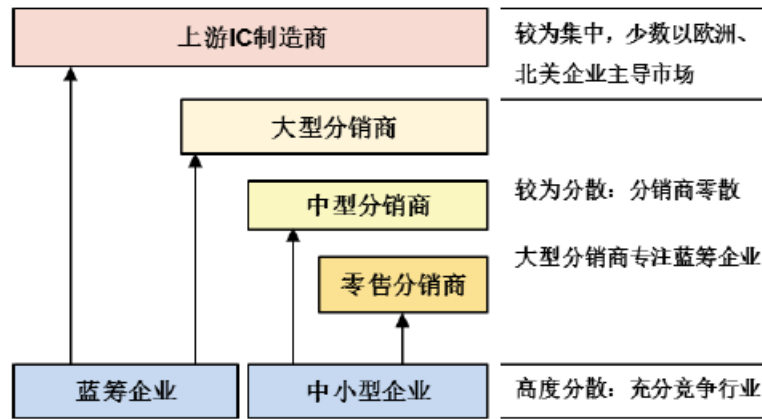 上游IC制造商
较为集中，少数以欧洲、
北关企业主导市场
大型分销商
中型分销商
较为分散：分销商零散
零售分销商
大型分销商专注蓝筹企业
蓝筹企业
中小型企业
高度分散：充分竞争行业